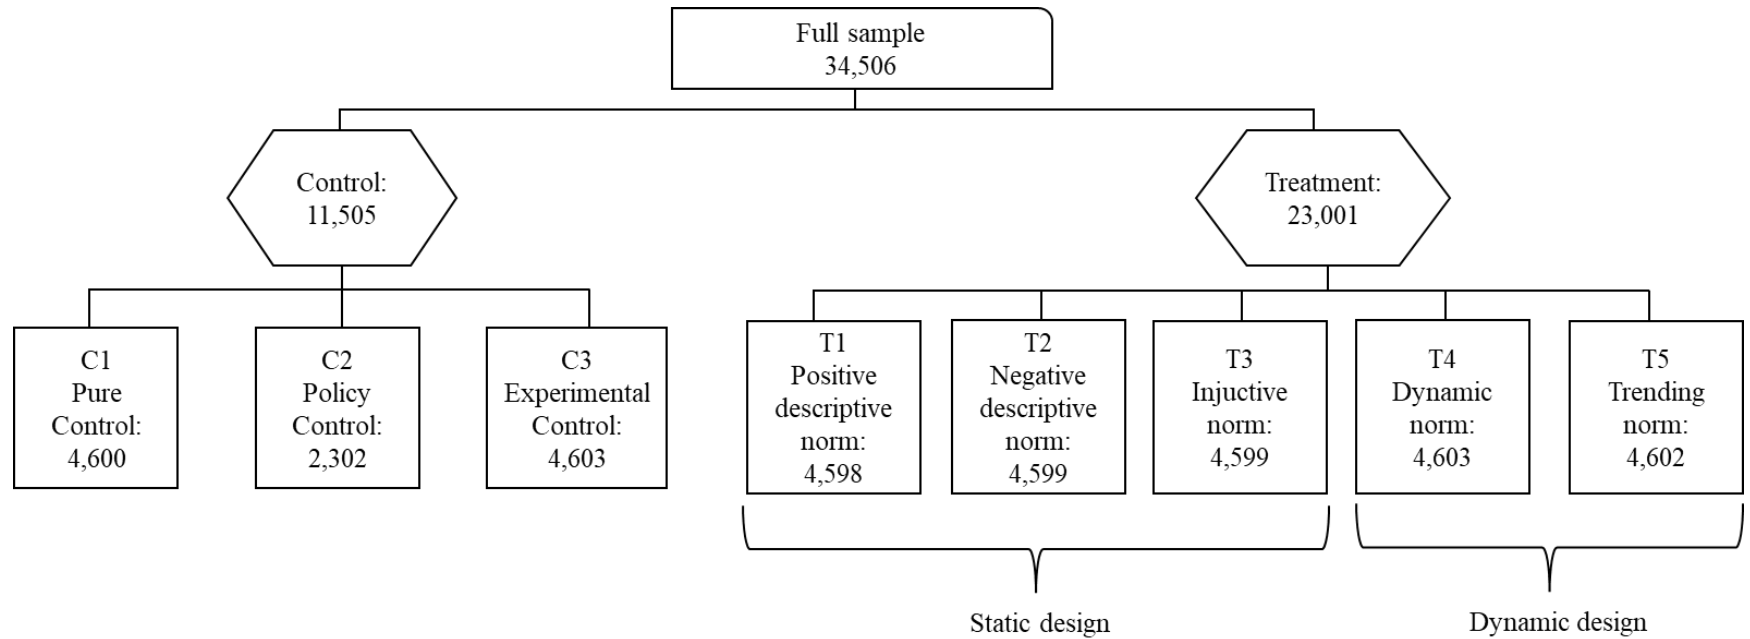 Full sample
34,506
Control:
11,505
Treatment:
23,001
C1
Pure
Control:
4,600
C2
Policy
Control:
2,302
C3
Experimental
Control:
4,603
T1
Positive
descriptive
norm:
4,598
T2
Negative
descriptive
norm:
4,599
T3
Injuctive
norm:
4,599
T4
Dynamic
norm:
4,603
T5
Trending
norm:
4,602
Static design
Dynamic design